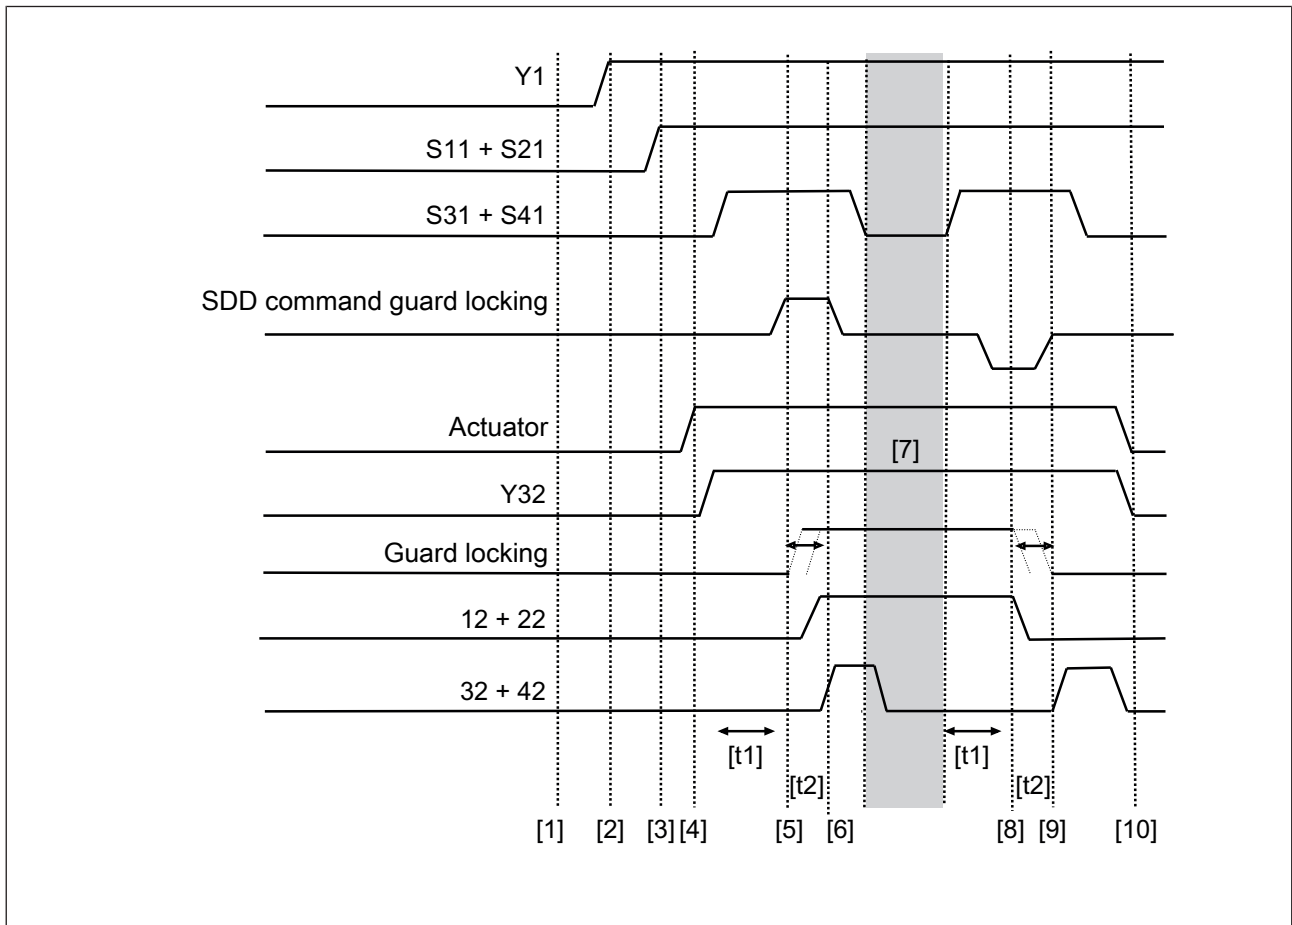 Y1
S11 + S21
S31 + S41
SDD command guard locking
Actuator
[7]
Y32
Guard locking
12 + 22
32 + 42
[t1] [t1]
[t2] [t2]
[1] [2] [3] [4] [5] [6] [8] [9] [10]